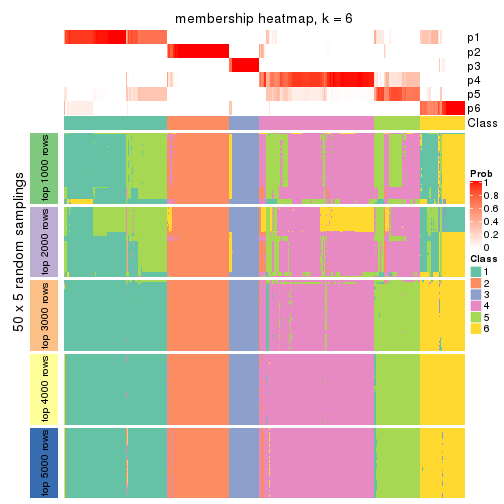 membership heatmap, k = 6
p1
p2
p3
p4
p5
p6
Class
50 x 5 random samplings
top 1000 rows
top 2000 rows
top 3000 rows
top 4000 rows
top 5000 rows
Prob
1
0.8
0.6
0.4
0.2
0
Class
1
2
3
4
5
6